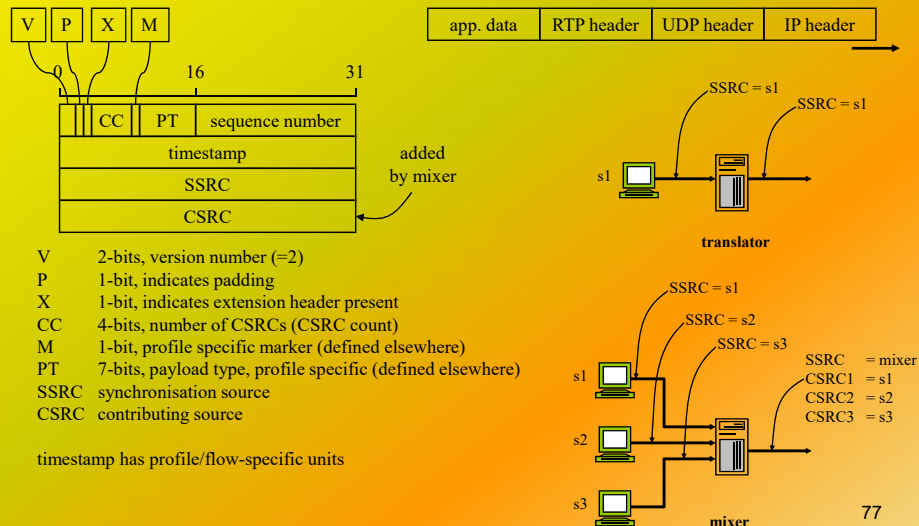 V P X M
app. data RTP header UDP header IP header
0 16 31
CC PT sequence number
timestamp
SSRC
CSRC
added
by mixer
V 2-bits, version number (=2)
P 1-bit, indicates padding
X 1-bit, indicates extension header present
CC 4-bits, number of CSRCs (CSRC count)
M 1-bit, profile specific marker (defined elsewhere)
PT 7-bits, payload type, profile specific (defined elsewhere)
SSRC synchronisation source
CSRC contributing source
timestamp has profile/flow-specific units
SSRC = s1
SSRC = s1
s1
translator
SSRC = s1
SSRC = s2
SSRC = s3
s1
s2
s3
SSRC = mixer
CSRC1 = s1
CSRC2 = s2
CSRC3 = s3
mixer
77